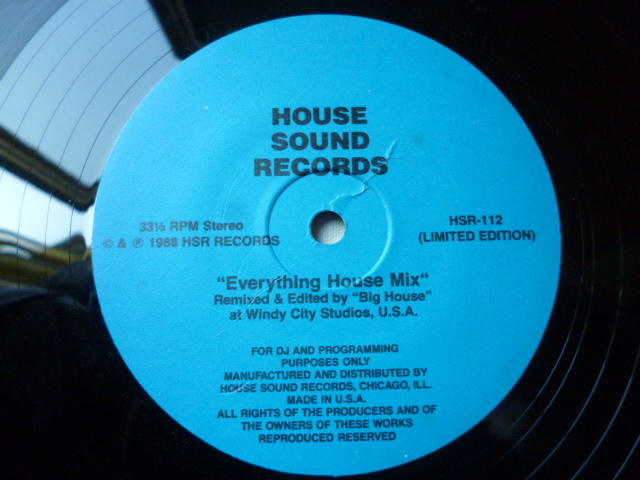 HOUSE
SOUND
RECORDS
33⅓ RPM Stereo
© & ℗ 1988 HSR RECORDS
HSR-112
(LIMITED EDITION)
"Everything House Mix"
Remixed & Edited by "Big House"
at Windy City Studios, U.S.A.
FOR DJ AND PROGRAMMING
PURPOSES ONLY
MANUFACTURED AND DISTRIBUTED BY
HOUSE SOUND RECORDS, CHICAGO, ILL.
MADE IN U.S.A.
ALL RIGHTS OF THE PRODUCERS AND OF
THE OWNERS OF THESE WORKS
REPRODUCED RESERVED